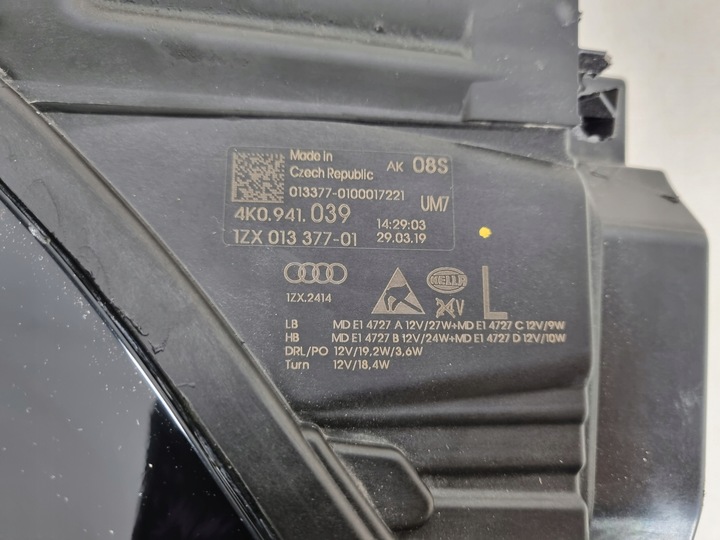 Made in
Czech Republic
AK 08S
013377-0100017221
UM7
4K0.941.039
14:29:03
1ZX 013 377-01
29.03.19
HELLA
1ZX.2414
24V
L
LB MD E1 4727 A 12V/27W+MD E1 4727 C 12V/9W
HB MD E1 4727 B 12V/24W+MD E1 4727 D 12V/10W
DRL/PO 12V/19,2W/3,6W
Turn 12V/18,4W